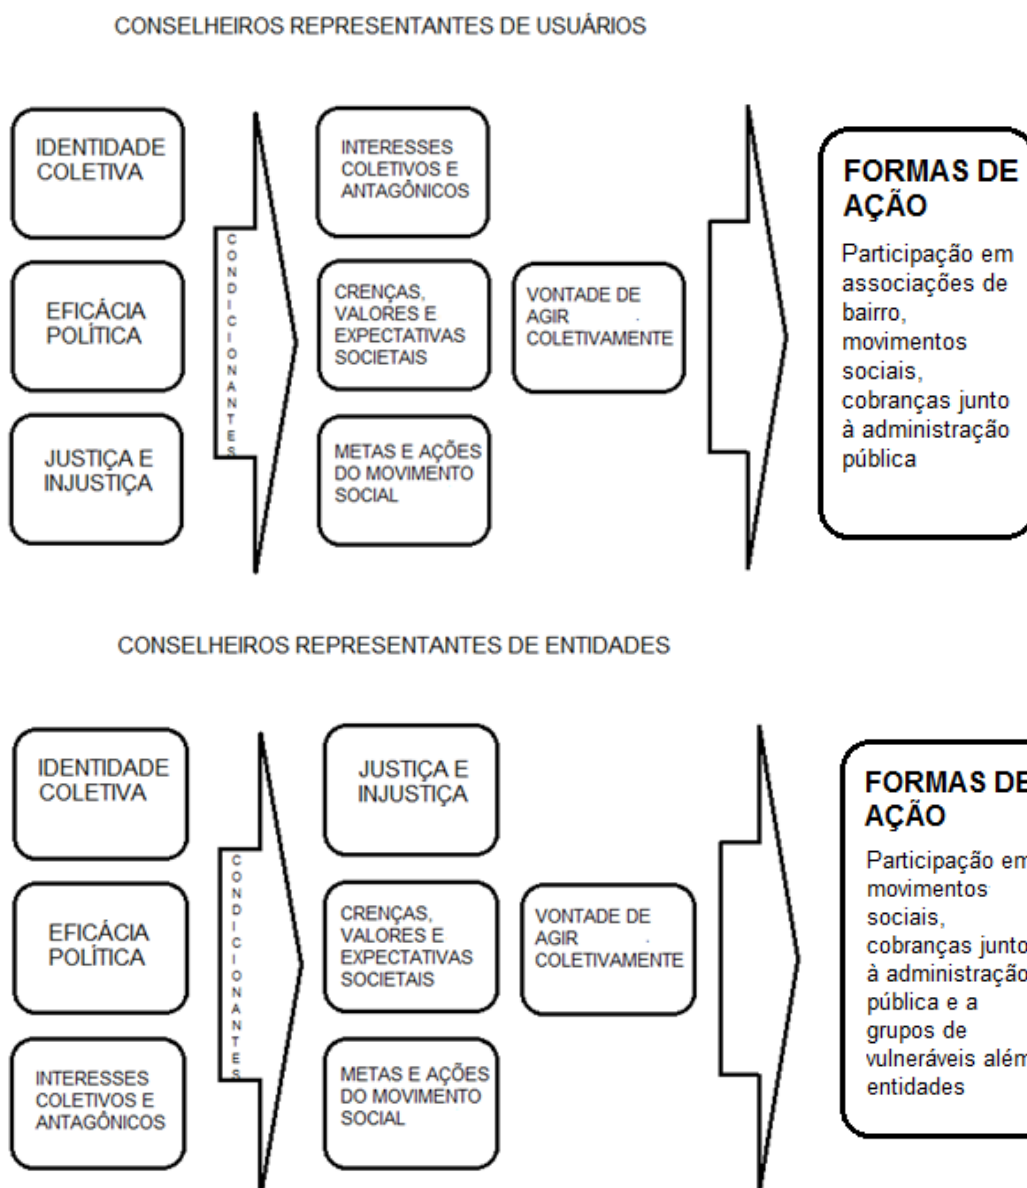 CONSELHEIROS REPRESENTANTES DE USUÁRIOS
IDENTIDADE
COLETIVA
EFICÁCIA
POLÍTICA
JUSTIÇA E
INJUSTIÇA
CONDICIONANTES
INTERESSES
COLETIVOS E
ANTAGÔNICOS
CRENÇAS,
VALORES E
EXPECTATIVAS
SOCIETAIS
METAS E AÇÕES
DO MOVIMENTO
SOCIAL
VONTADE DE
AGIR
COLETIVAMENTE
FORMAS DE
AÇÃO
Participação em
associações de
bairro,
movimentos
sociais,
cobranças junto
à administração
pública
CONSELHEIROS REPRESENTANTES DE ENTIDADES
IDENTIDADE
COLETIVA
EFICÁCIA
POLÍTICA
INTERESSES
COLETIVOS E
ANTAGÔNICOS
CONDICIONANTES
JUSTIÇA E
INJUSTIÇA
CRENÇAS,
VALORES E
EXPECTATIVAS
SOCIETAIS
METAS E AÇÕES
DO MOVIMENTO
SOCIAL
VONTADE DE
AGIR
COLETIVAMENTE
FORMAS DE
AÇÃO
Participação em
movimentos
sociais,
cobranças junto
à administração
pública e a
grupos de
vulneráveis além
entidades